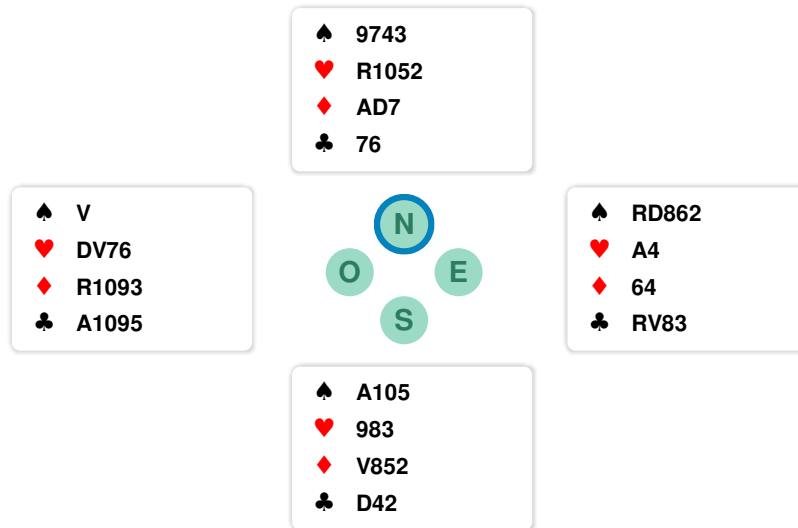 ♠ 9743
♥ R1052
♦ AD7
♣ 76
♠ V
♥ DV76
♦ R1093
♣ A1095
N
O E
S
♠ RD862
♥ A4
♦ 64
♣ RV83
♠ A105
♥ 983
♦ V852
♣ D42